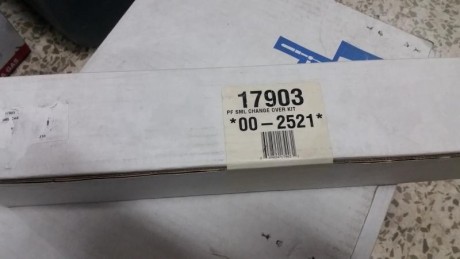 17903
PF SML CHANGE OVER KIT
*00-2521*